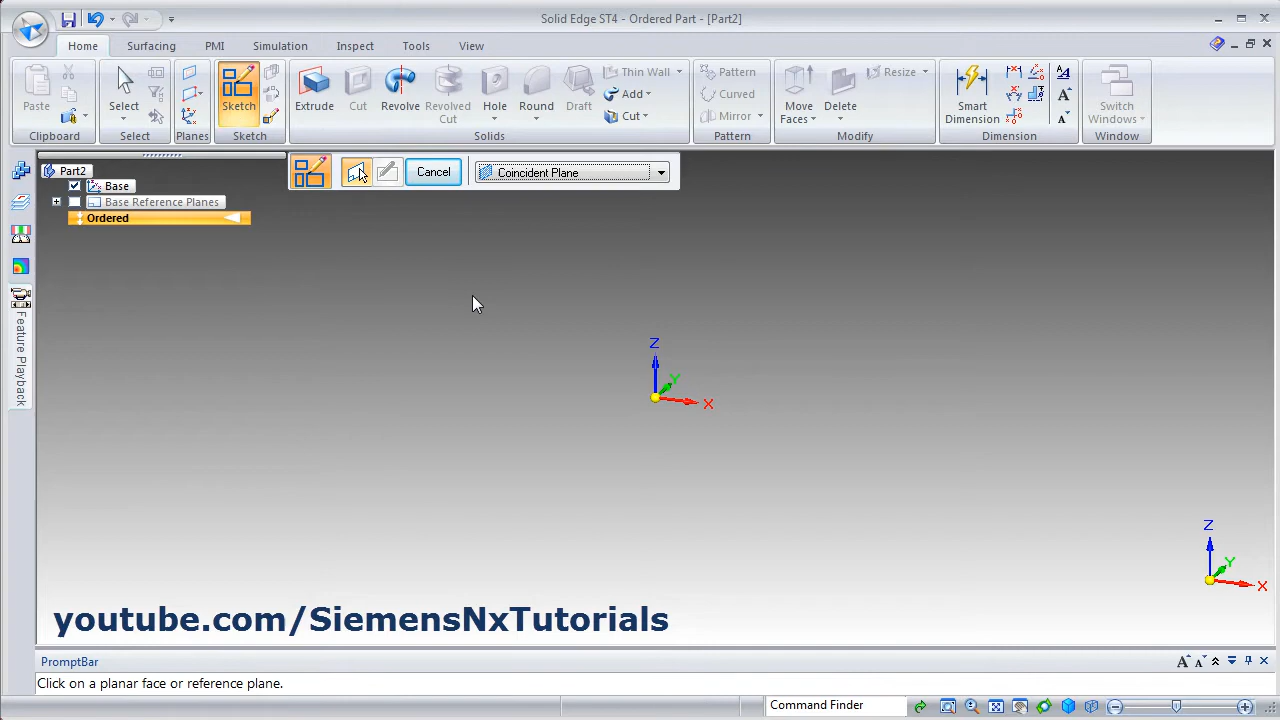 Solid Edge ST4 - Ordered Part - [Part2]
Home Surfacing PMI Simulation Inspect Tools View
Paste Select Sketch Extrude Cut Revolve Revolved Cut Hole Round Draft Thin Wall Add Cut Pattern Curved Mirror Move Faces Delete Resize Smart Dimension Switch Windows
Clipboard Select Planes Sketch Solids Pattern Modify Dimension Window
Part2
Cancel Coincident Plane
Base
Base Reference Planes
Ordered
Feature Playback
Z
Y
X
Z
Y
X
youtube.com/SiemensNxTutorials
PromptBar
Click on a planar face or reference plane.
Command Finder